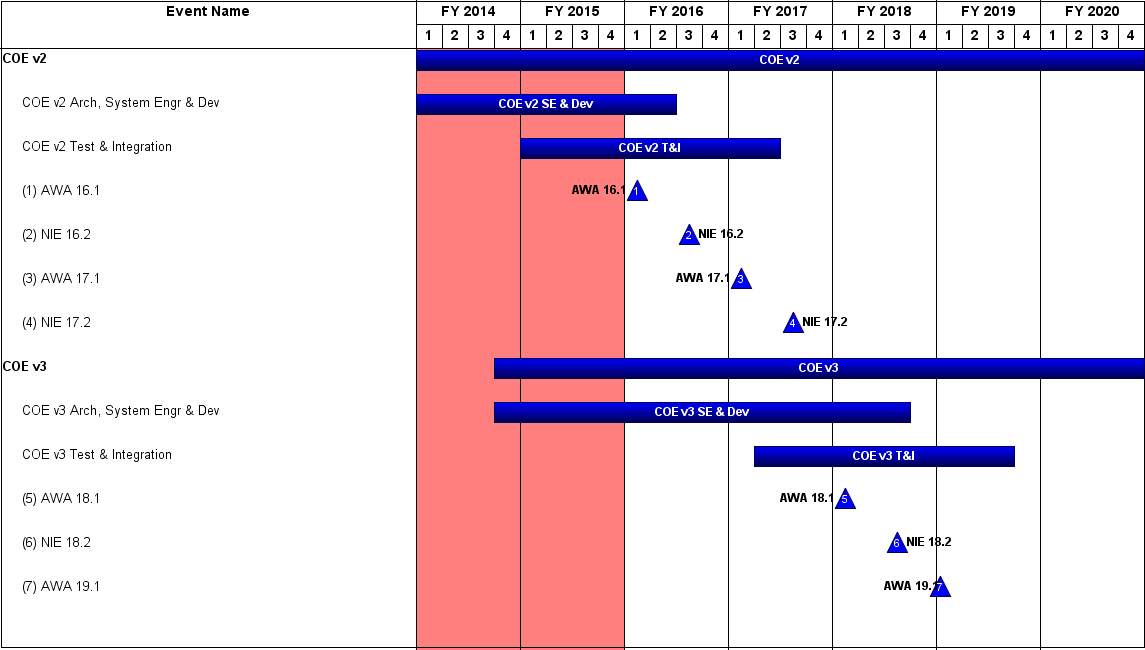 Event Name FY 2014 FY 2015 FY 2016 FY 2017 FY 2018 FY 2019 FY 2020
1 2 3 4 1 2 3 4 1 2 3 4 1 2 3 4 1 2 3 4 1 2 3 4 1 2 3 4
COE v2 COE v2
COE v2 Arch, System Engr & Dev COE v2 SE & Dev
COE v2 Test & Integration COE v2 T&I
(1) AWA 16.1 AWA 16.1 1
(2) NIE 16.2 2 NIE 16.2
(3) AWA 17.1 AWA 17.1 3
(4) NIE 17.2 4 NIE 17.2
COE v3 COE v3
COE v3 Arch, System Engr & Dev COE v3 SE & Dev
COE v3 Test & Integration COE v3 T&I
(5) AWA 18.1 AWA 18.1 5
(6) NIE 18.2 6 NIE 18.2
(7) AWA 19.1 AWA 19.1 7